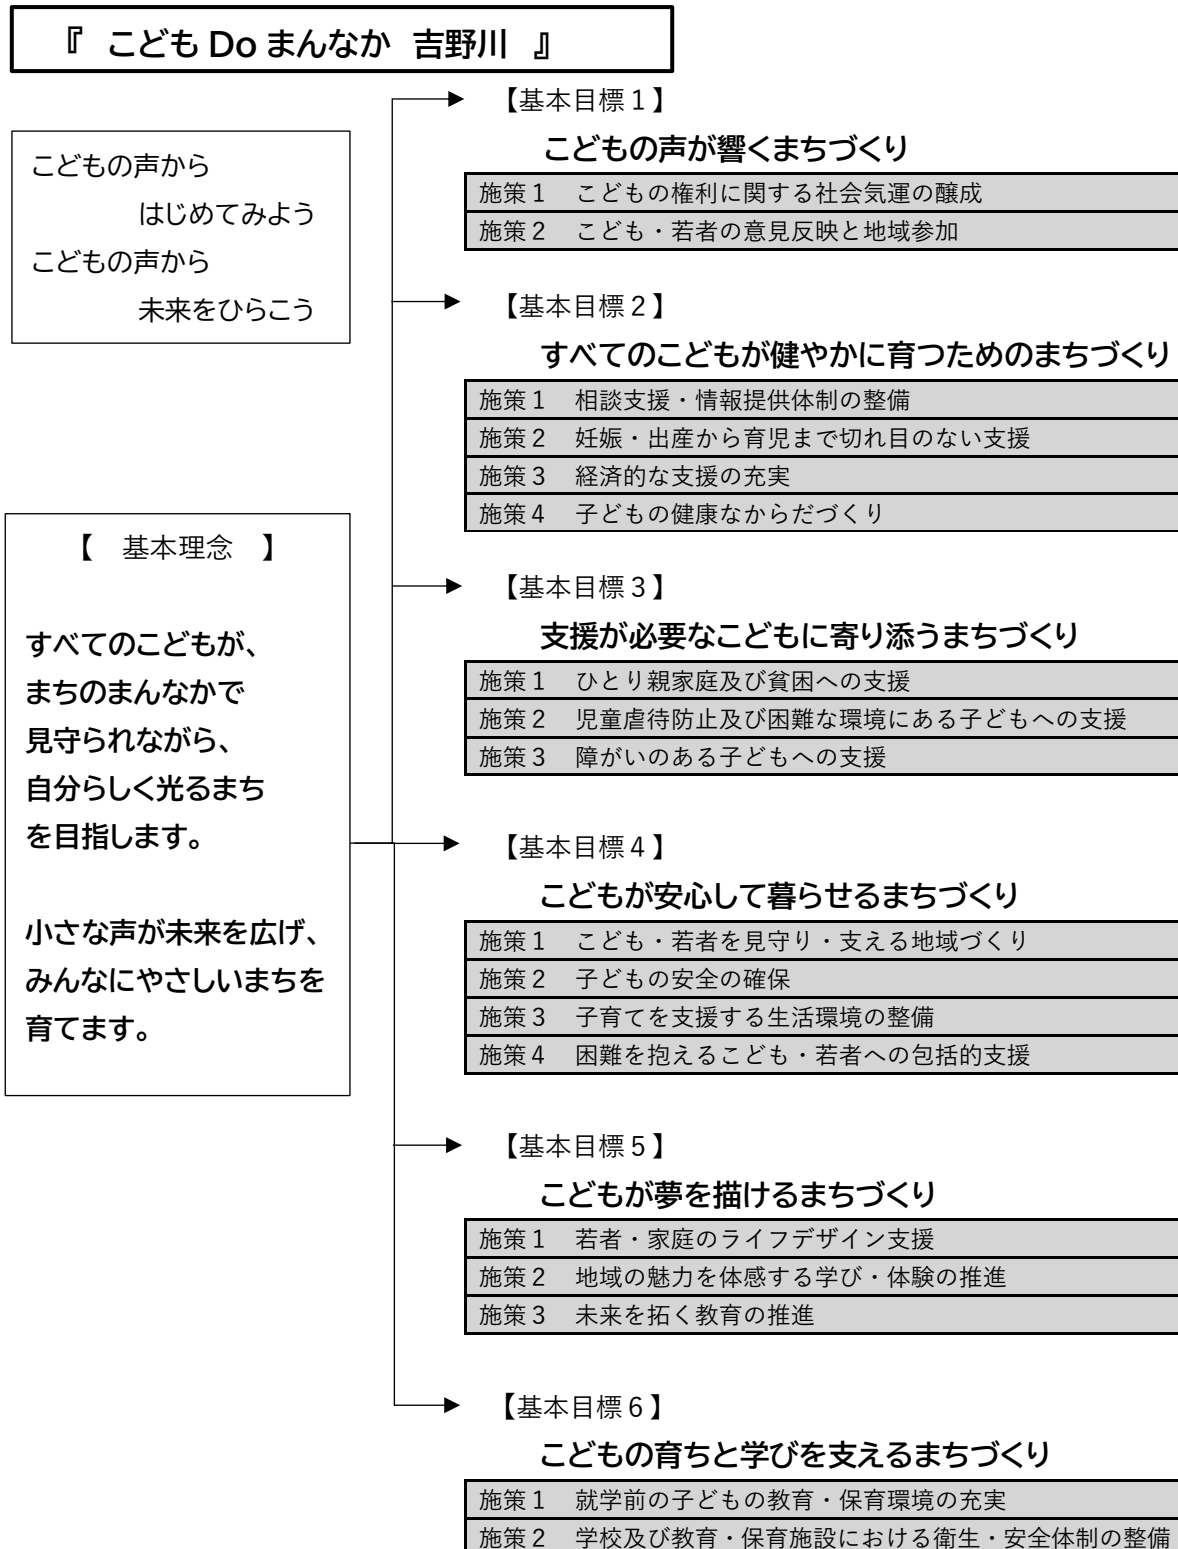 『 こども Do まんなか 吉野川 』
こどもの声から
はじめてみよう
こどもの声から
未来をひらこう
【 基本理念 】
すべてのこどもが、
まちのまんなかで
見守られながら、
自分らしく光るまち
を目指します。
小さな声が未来を広げ、
みんなにやさしいまちを
育てます。
【基本目標１】
こどもの声が響くまちづくり
施策１ こどもの権利に関する社会気運の醸成
施策２ こども・若者の意見反映と地域参加
【基本目標２】
すべてのこどもが健やかに育つためのまちづくり
施策１ 相談支援・情報提供体制の整備
施策２ 妊娠・出産から育児まで切れ目のない支援
施策３ 経済的な支援の充実
施策４ 子どもの健康なからだづくり
【基本目標３】
支援が必要なこどもに寄り添うまちづくり
施策１ ひとり親家庭及び貧困への支援
施策２ 児童虐待防止及び困難な環境にある子どもへの支援
施策３ 障がいのある子どもへの支援
【基本目標４】
こどもが安心して暮らせるまちづくり
施策１ こども・若者を見守り・支える地域づくり
施策２ 子どもの安全の確保
施策３ 子育てを支援する生活環境の整備
施策４ 困難を抱えるこども・若者への包括的支援
【基本目標５】
こどもが夢を描けるまちづくり
施策１ 若者・家庭のライフデザイン支援
施策２ 地域の魅力を体感する学び・体験の推進
施策３ 未来を拓く教育の推進
【基本目標６】
こどもの育ちと学びを支えるまちづくり
施策１ 就学前の子どもの教育・保育環境の充実
施策２ 学校及び教育・保育施設における衛生・安全体制の整備